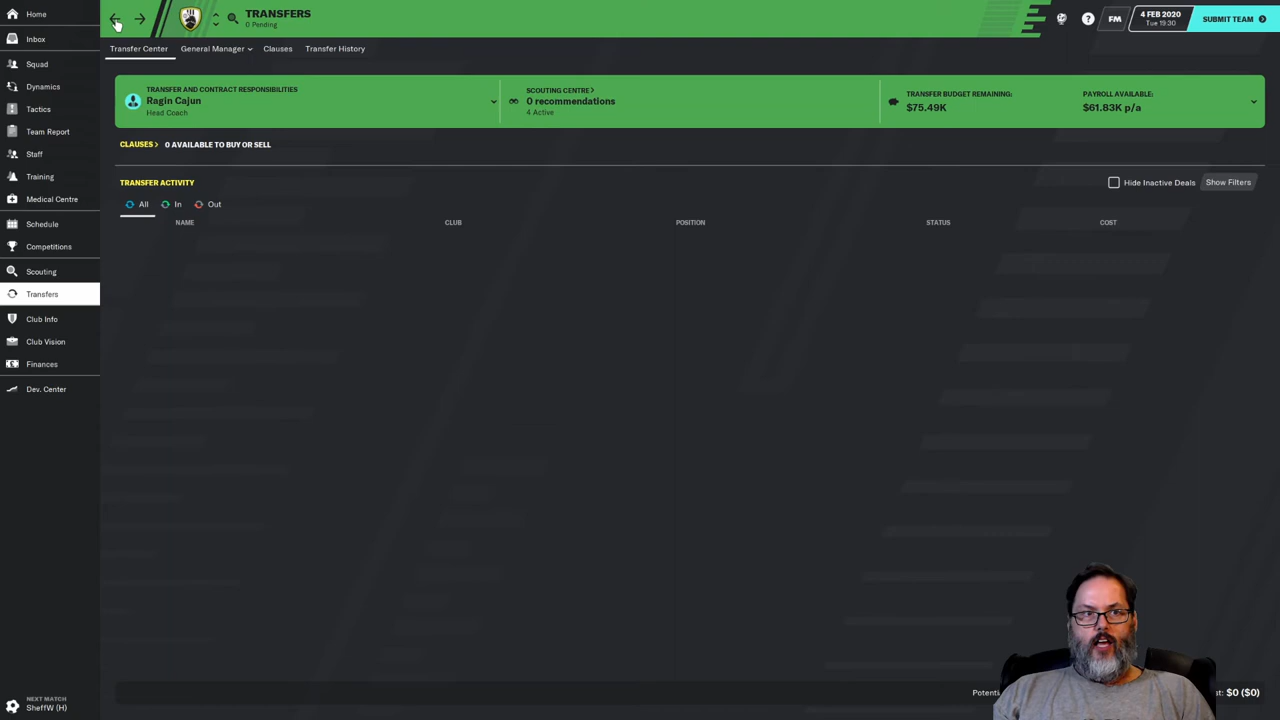 Home
TRANSFERS
0 Pending
FM
4 FEB 2020
Tue 19:30
SUBMIT TEAM
Inbox
Squad
Dynamics
Tactics
Team Report
Staff
Training
Medical Centre
Schedule
Competitions
Scouting
Transfers
Club Info
Club Vision
Finances
Dev. Center
NEXT MATCH
SheffW (H)
Transfer Center
General Manager
Clauses
Transfer History
TRANSFER AND CONTRACT RESPONSIBILITIES
Ragin Cajun
Head Coach
SCOUTING CENTRE >
0 recommendations
4 Active
TRANSFER BUDGET REMAINING:
$75.49K
PAYROLL AVAILABLE:
$61.83K p/a
CLAUSES > 0 AVAILABLE TO BUY OR SELL
TRANSFER ACTIVITY
Hide Inactive Deals
Show Filters
All
In
Out
NAME
CLUB
POSITION
STATUS
COST
$0 ($0)